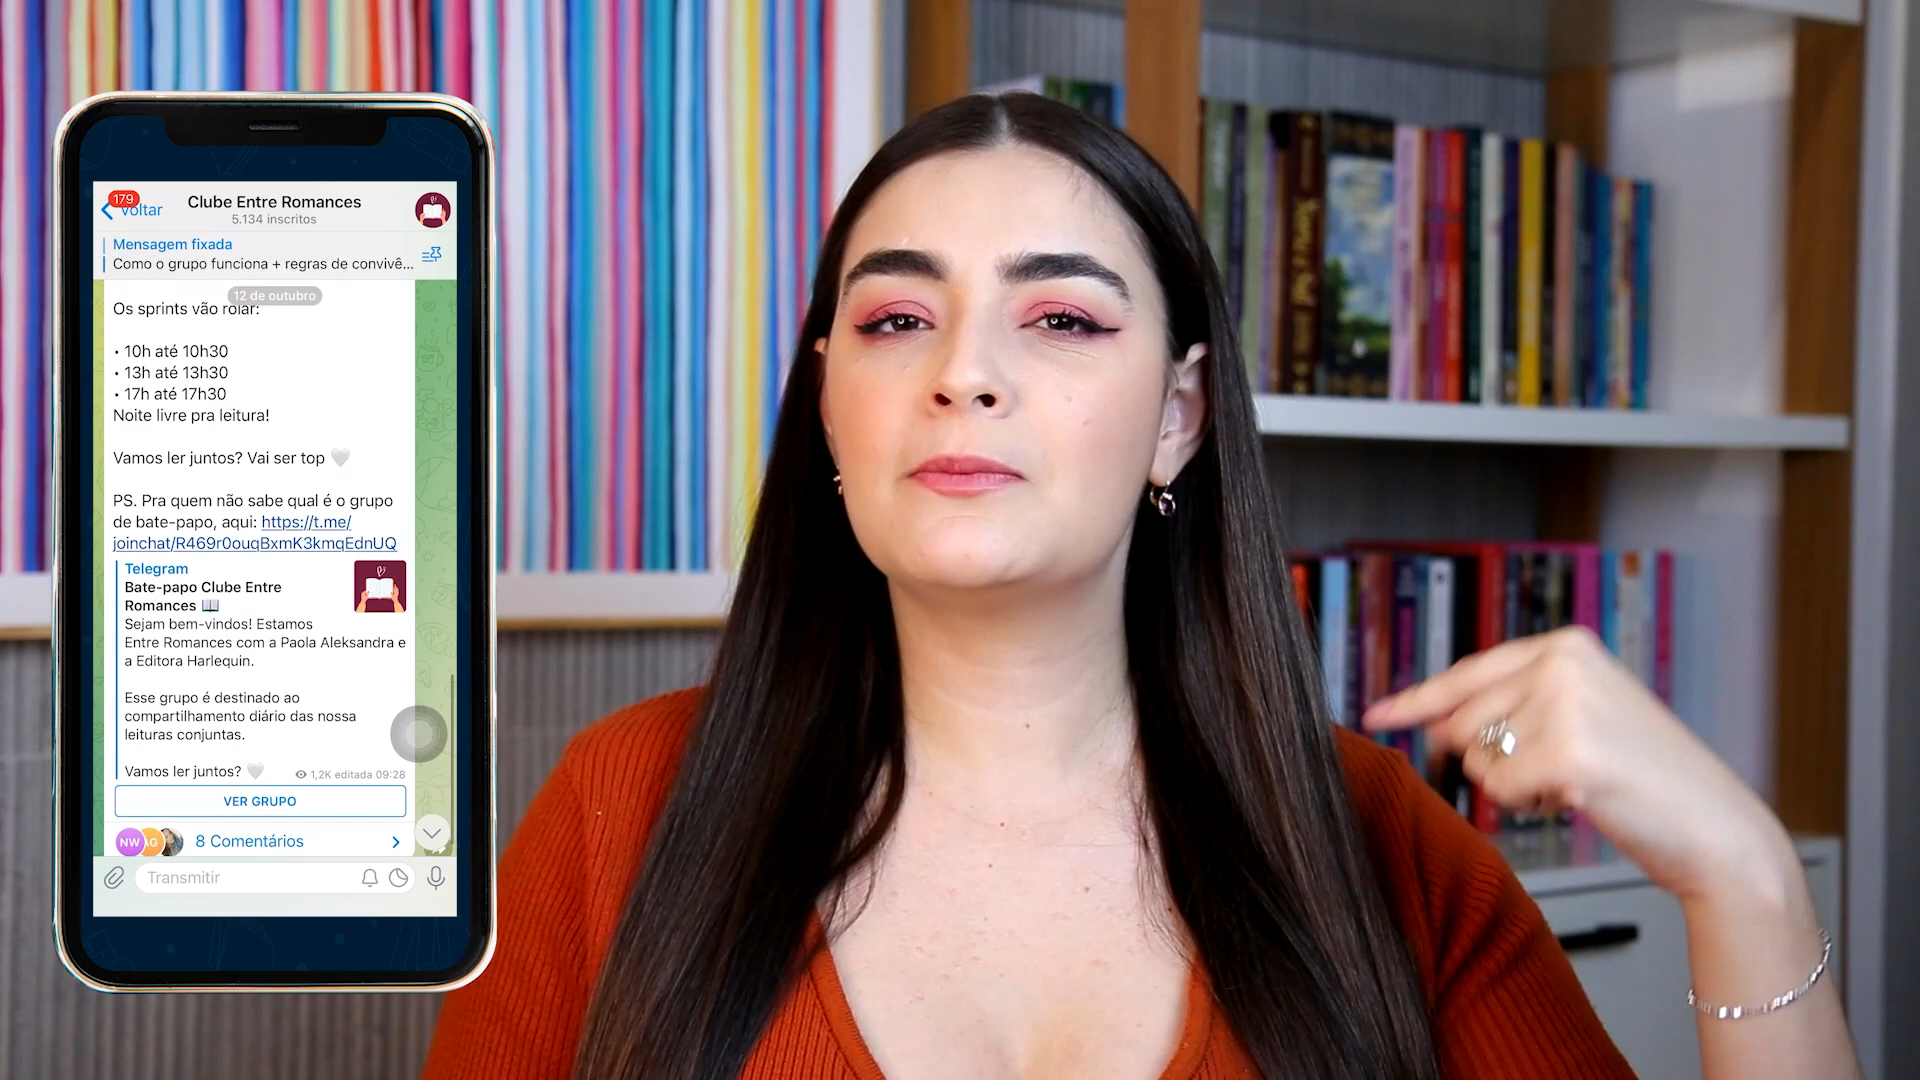 179
Voltar
Clube Entre Romances
5.134 inscritos
Mensagem fixada
Como o grupo funciona + regras de convivê...
12 de outubro
Os sprints vão rolar:
• 10h até 10h30
• 13h até 13h30
• 17h até 17h30
Noite livre pra leitura!
Vamos ler juntos? Vai ser top 🤍
PS. Pra quem não sabe qual é o grupo
de bate-papo, aqui: https://t.me/
joinchat/R469r0ouqBxmK3kmqEdnUQ
Telegram
Bate-papo Clube Entre
Romances 📖
Sejam bem-vindos! Estamos
Entre Romances com a Paola Aleksandra e
a Editora Harlequin.
Esse grupo é destinado ao
compartilhamento diário das nossa
leituras conjuntas.
Vamos ler juntos? 🤍
1,2K editada 09:28
VER GRUPO
NW AG
8 Comentários
Transmitir